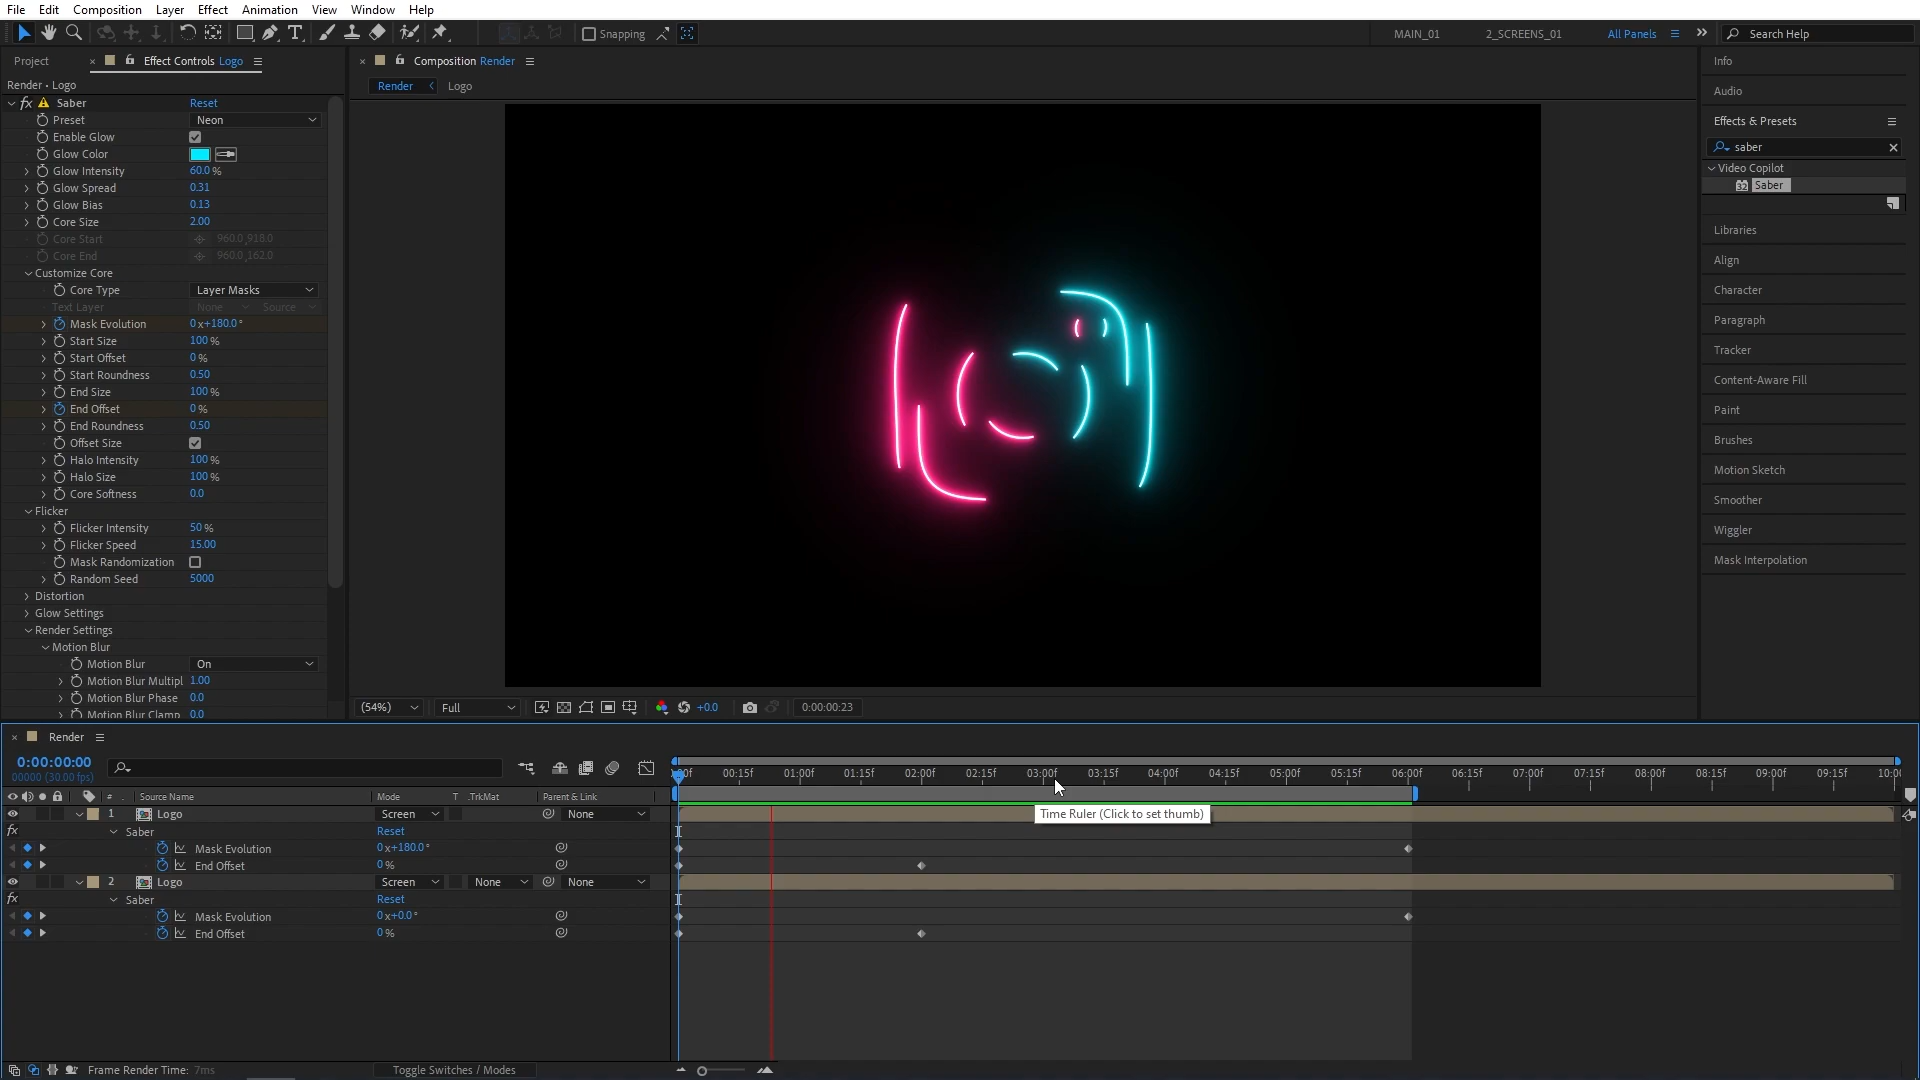 File Edit Composition Layer Effect Animation View Window Help
Snapping
MAIN_01 2_SCREENS_01 All Panels Search Help
Project
Effect Controls Logo
Render • Logo
fx Saber Reset
Preset Neon
Enable Glow
Glow Color
Glow Intensity 60.0 %
Glow Spread 0.31
Glow Bias 0.13
Core Size 2.00
Core Start 960.0,918.0
Core End 960.0,162.0
Customize Core
Core Type Layer Masks
Text Layer None Source
Mask Evolution 0x+180.0°
Start Size 100 %
Start Offset 0 %
Start Roundness 0.50
End Size 100 %
End Offset 0 %
End Roundness 0.50
Offset Size
Halo Intensity 100 %
Halo Size 100 %
Core Softness 0.0
Flicker
Flicker Intensity 50 %
Flicker Speed 15.00
Mask Randomization
Random Seed 5000
Distortion
Glow Settings
Render Settings
Motion Blur
Motion Blur On
Motion Blur Multipl 1.00
Motion Blur Phase 0.0
Motion Blur Clamp 0.0
Composition Render
Render Logo
(54%) Full +0.0 0:00:00:23
Info
Audio
Effects & Presets
saber
Video Copilot
32 Saber
Libraries
Align
Character
Paragraph
Tracker
Content-Aware Fill
Paint
Brushes
Motion Sketch
Smoother
Wiggler
Mask Interpolation
Render
0:00:00:00
00000 (30.00 fps)
00f 00:15f 01:00f 01:15f 02:00f 02:15f 03:00f 03:15f 04:00f 04:15f 05:00f 05:15f 06:00f 06:15f 07:00f 07:15f 08:00f 08:15f 09:00f 09:15f 10:0
# Source Name Mode T .TrkMat Parent & Link
Time Ruler (Click to set thumb)
1 Logo Screen None
fx Saber Reset
Mask Evolution 0x+180.0°
End Offset 0 %
2 Logo Screen None None
fx Saber Reset
Mask Evolution 0x+0.0°
End Offset 0 %
Frame Render Time: 7ms
Toggle Switches / Modes